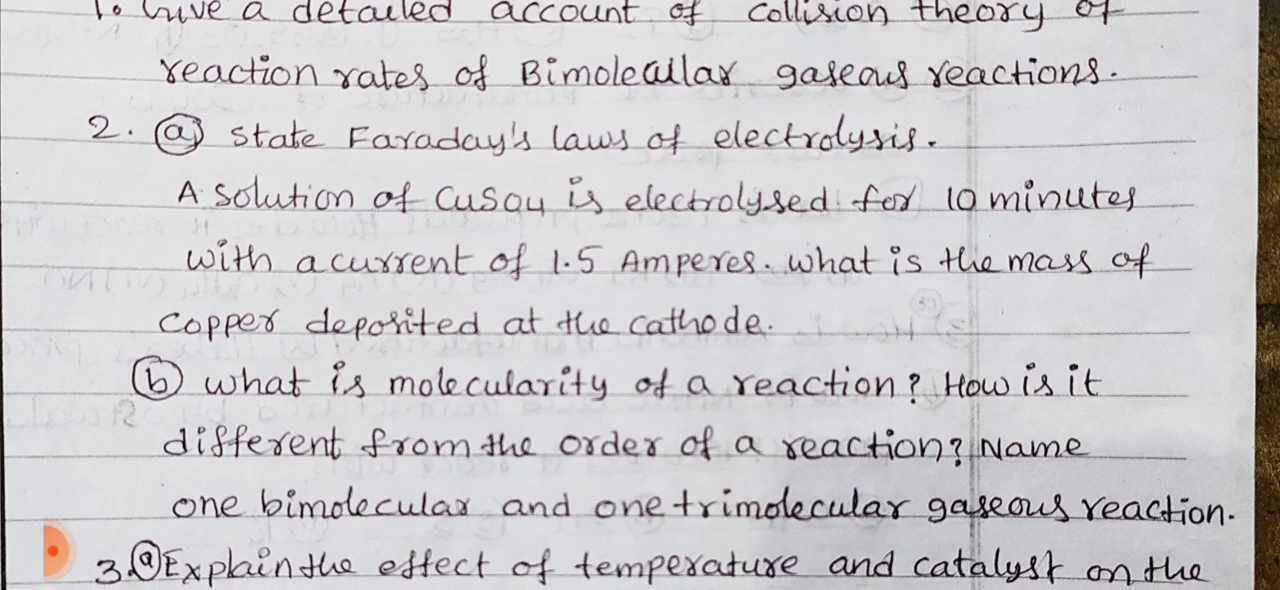 1. Give a detailed account of collision theory of
reaction rates of Bimolecular gaseous reactions.
2. (a) State Faraday's laws of electrolysis.
A solution of CuSO4 is electrolysed for 10 minutes
with a current of 1.5 Amperes. what is the mass of
copper deposited at the cathode.
(b) what is molecularity of a reaction? How is it
different from the order of a reaction? Name
one bimolecular and one trimolecular gaseous reaction.
3. (a) Explain the effect of temperature and catalyst on the